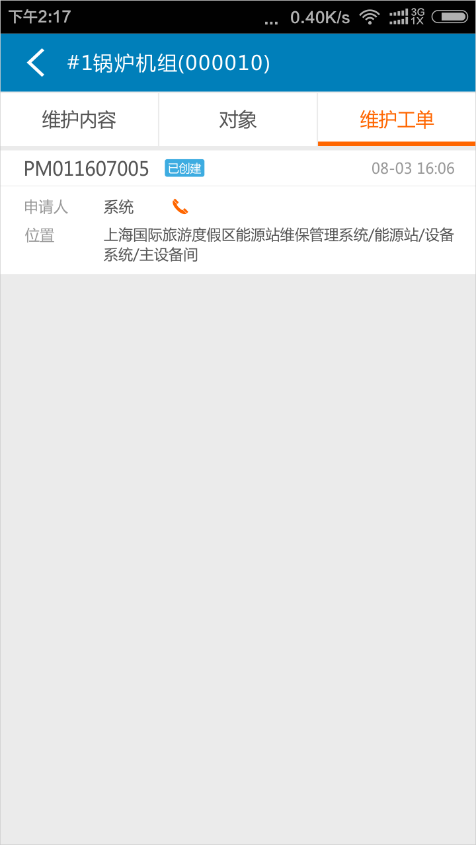 下午2:17 ... 0.40K/s 3G 1X
#1锅炉机组(000010)
维护内容 对象 维护工单
PM011607005 已创建 08-03 16:06
申请人 系统
位置 上海国际旅游度假区能源站维保管理系统/能源站/设备
系统/主设备间